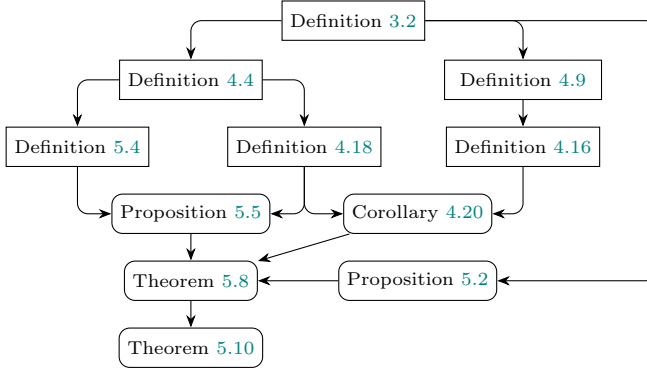 Definition 3.2
Definition 4.4
Definition 4.9
Definition 5.4
Definition 4.18
Definition 4.16
Proposition 5.5
Corollary 4.20
Theorem 5.8
Proposition 5.2
Theorem 5.10